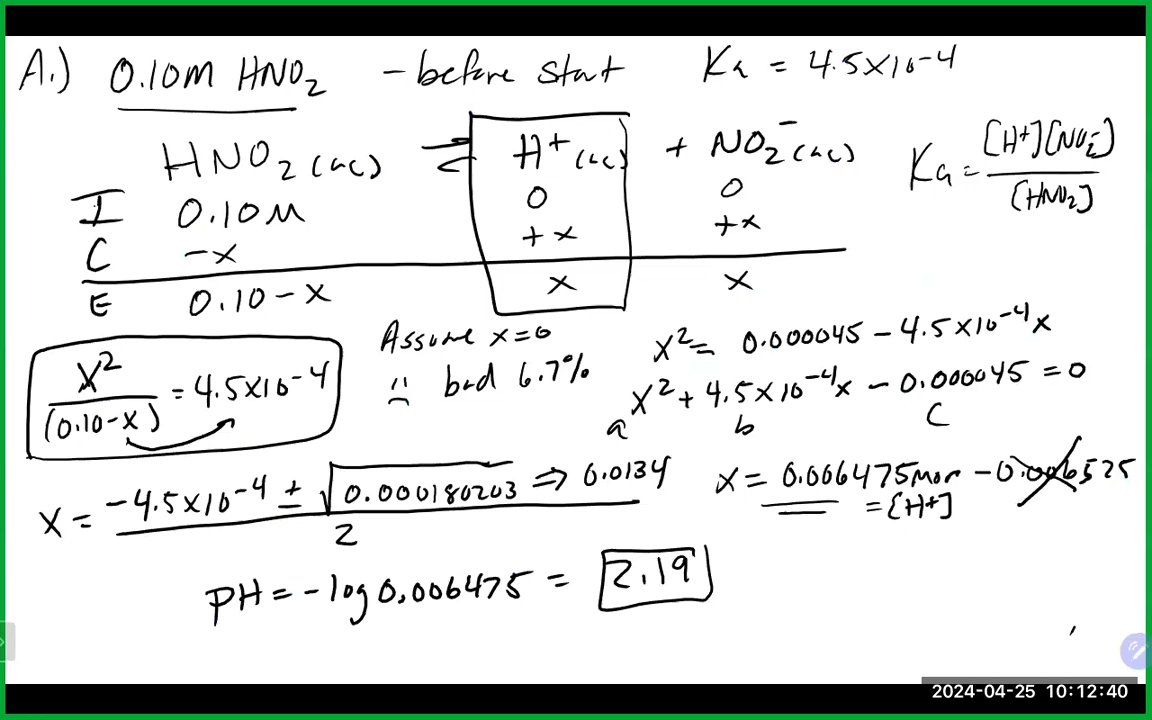 A.) 0.10M HNO₂ - before start Ka = 4.5x10-4
HNO₂(aq) ⇌ H+(aq) + NO₂-(aq) Ka = [H+][NO₂-]/[HNO₂]
I 0.10M 0 0
C -x +x +x
E 0.10-x x x
x²/(0.10-x) = 4.5x10-4
Assume x=0
bad 6.7%
x² = 0.000045 - 4.5x10-4x
x² + 4.5x10-4x - 0.000045 = 0
a b c
x = -4.5x10-4 ± √0.000180203 ⇒ 0.0134 / 2
x = 0.006475 mor -0.006525
= [H+]
pH = -log 0.006475 = 2.19
2024-04-25 10:12:40